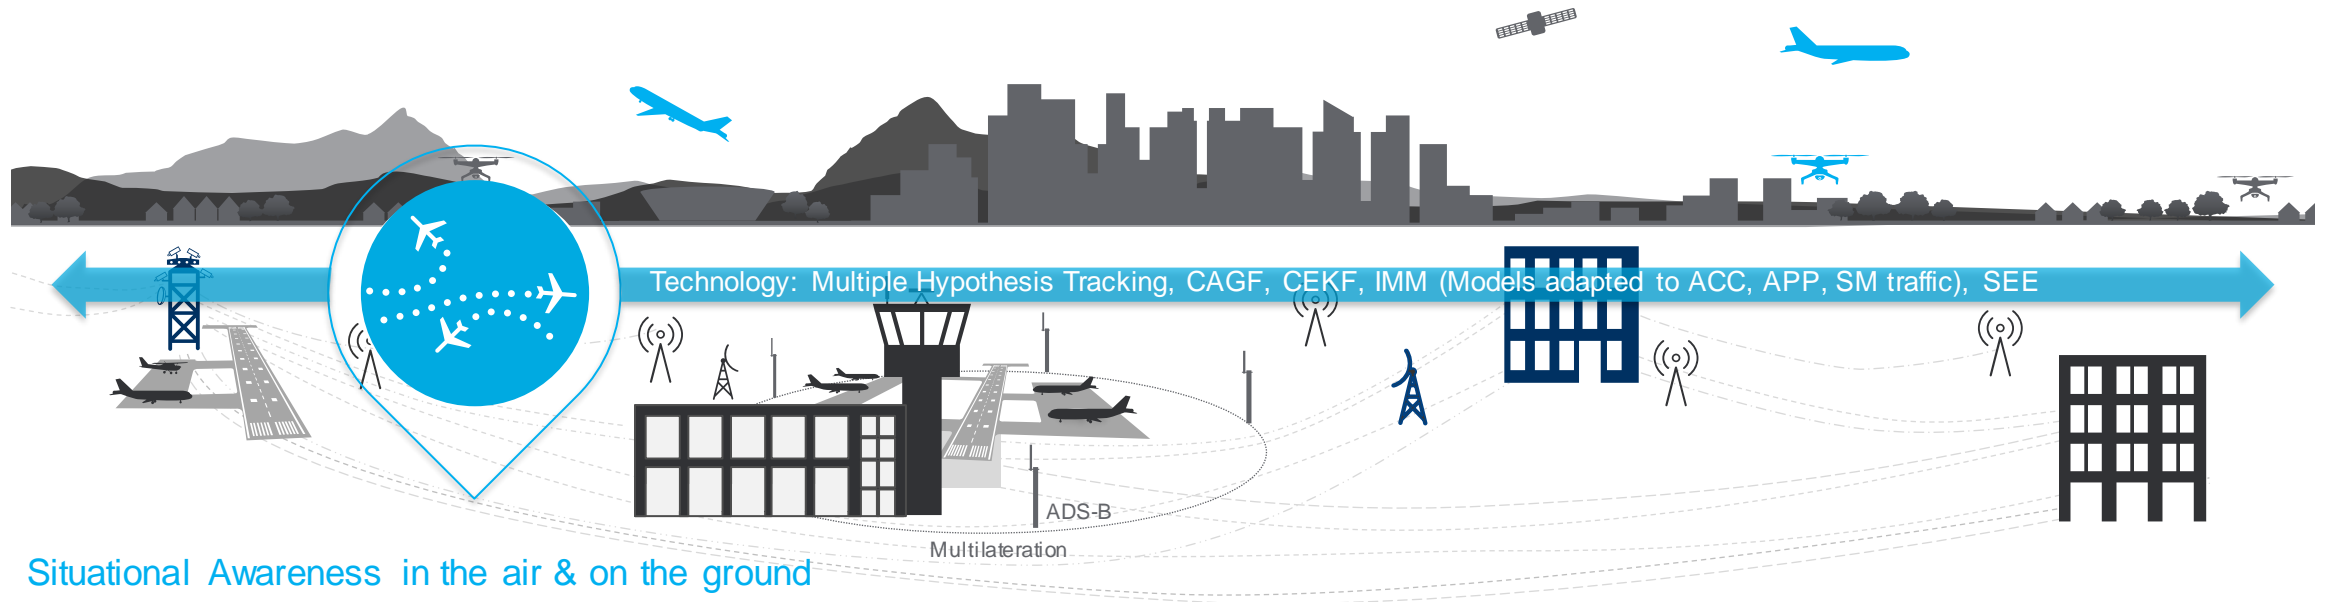 Technology: Multiple Hypothesis Tracking, CAGF, CEKF, IMM (Models adapted to ACC, APP, SM traffic), SEE
ADS-B
Multilateration
Situational Awareness in the air & on the ground